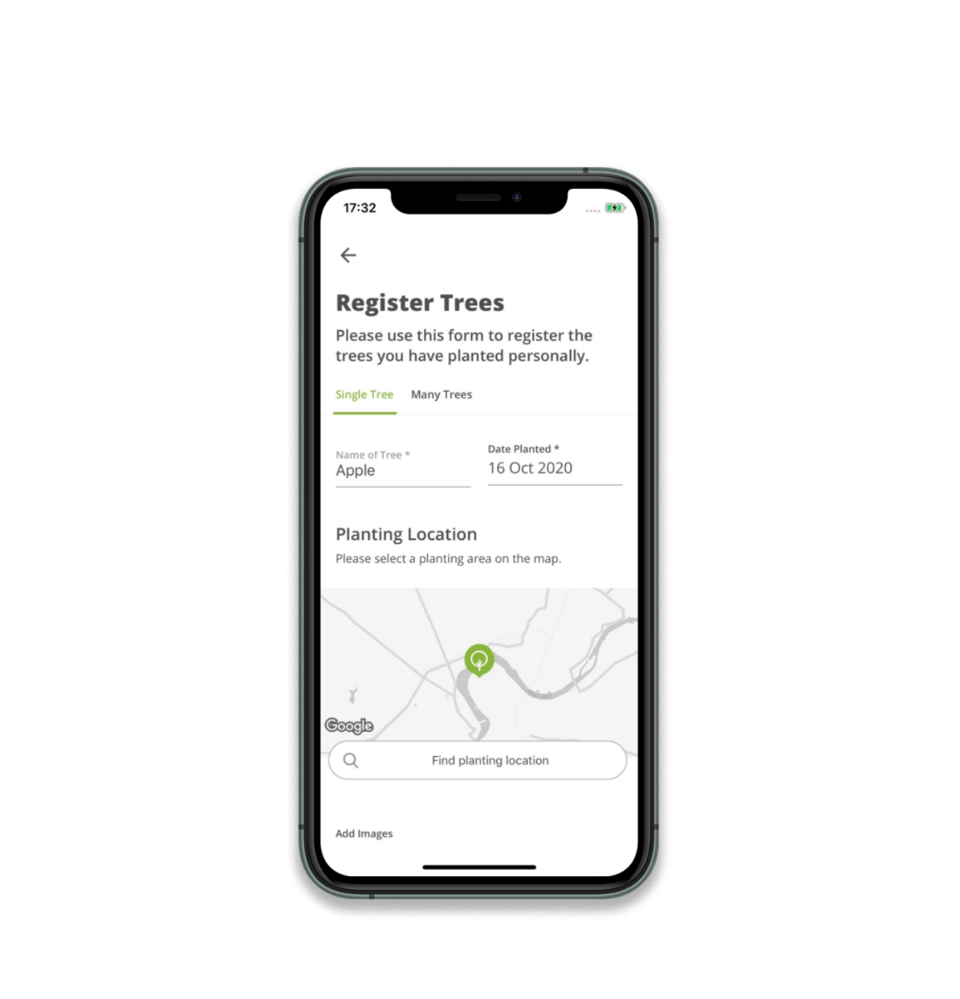 17:32
Register Trees
Please use this form to register the
trees you have planted personally.
Single Tree Many Trees
Name of Tree * Date Planted *
Apple 16 Oct 2020
Planting Location
Please select a planting area on the map.
Google
Find planting location
Add Images